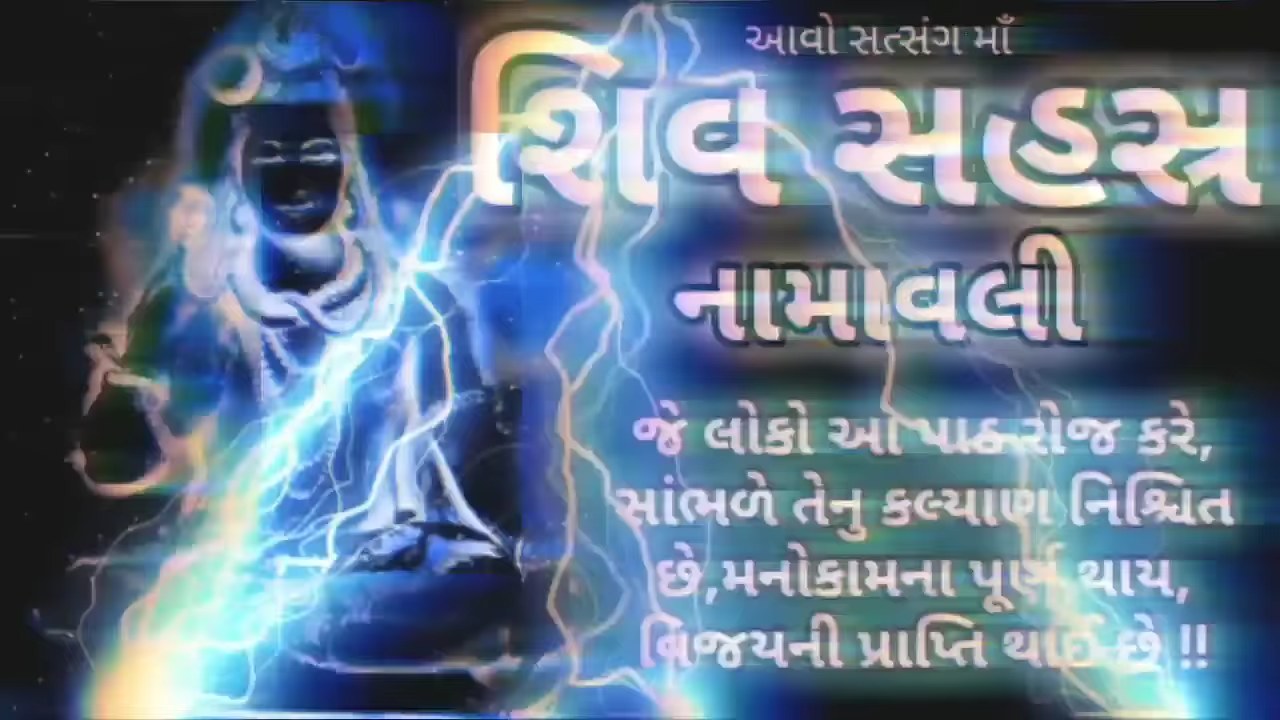 આવો સત્સંગ માઁ
શિવ સહસ્ત્ર
નામાવલી
જે લોકો આ પાઠ રોજ કરે,
સાંભળે તેનુ કલ્યાણ નિશ્ચિત
છે,મનોકામના પૂર્ણ થાય,
વિજયની પ્રાપ્તિ થાઈ છે !!